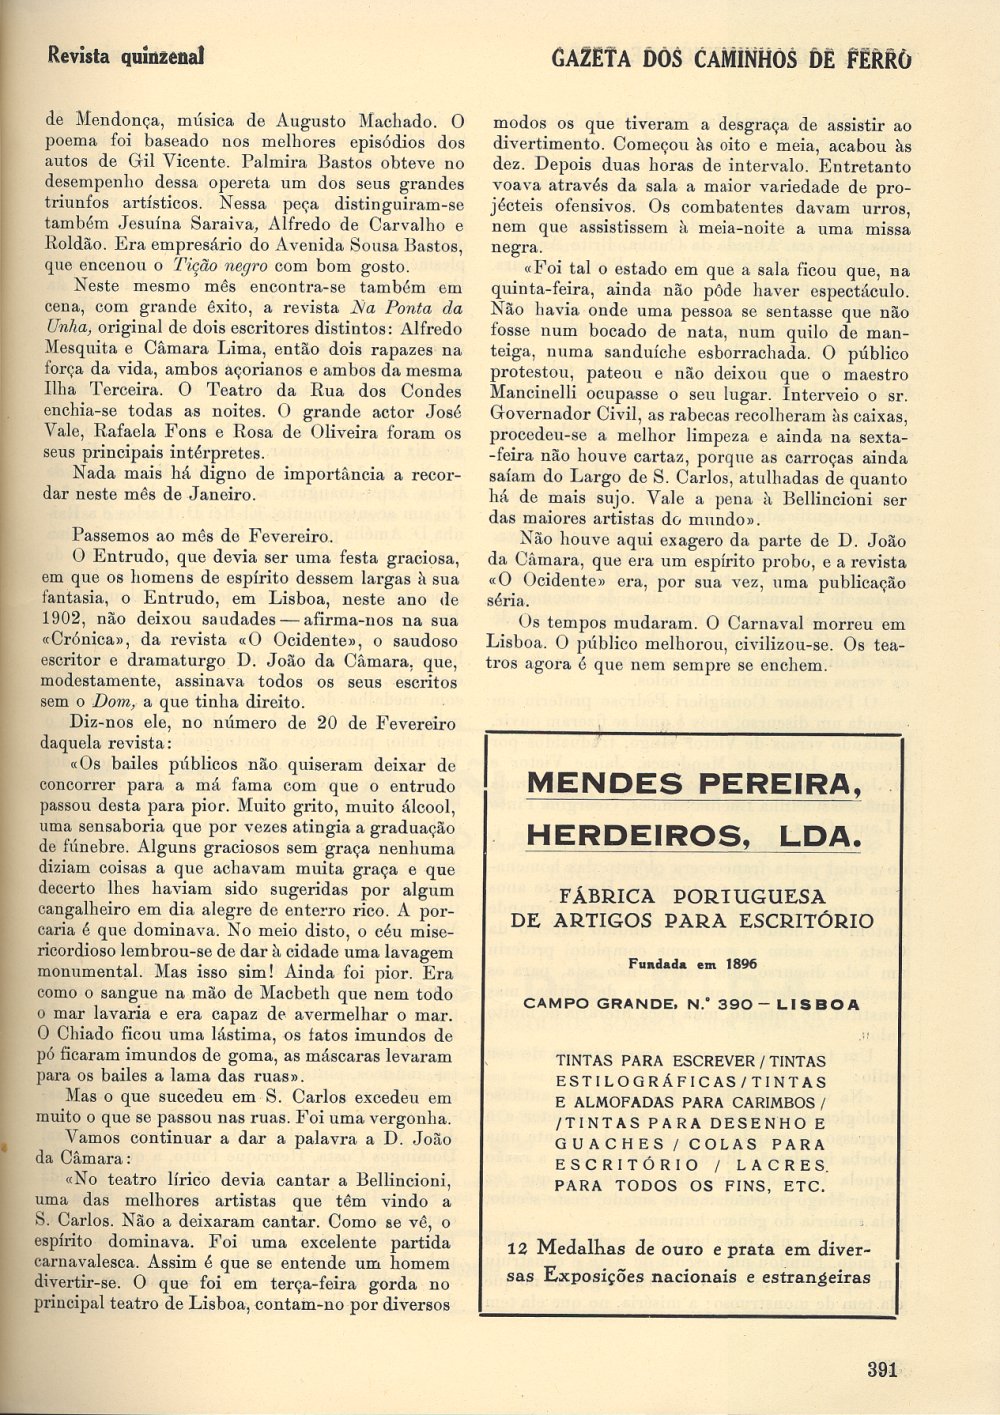 Revista quinzenal
GAZETA DOS CAMINHOS DE FERRO
de Mendonça, música de Augusto Machado. O
poema foi baseado nos melhores episódios dos
autos de Gil Vicente. Palmira Bastos obteve no
desempenho dessa opereta um dos seus grandes
triunfos artísticos. Nessa peça distinguiram-se
também Jesuína Saraiva, Alfredo de Carvalho e
Roldão. Era empresário do Avenida Sousa Bastos,
que encenou o Tição negro com bom gosto.
Neste mesmo mês encontra-se também em
cena, com grande êxito, a revista Na Ponta da
Unha, original de dois escritores distintos: Alfredo
Mesquita e Câmara Lima, então dois rapazes na
força da vida, ambos açorianos e ambos da mesma
Ilha Terceira. O Teatro da Rua dos Condes
enchia-se todas as noites. O grande actor José
Vale, Rafaela Fons e Rosa de Oliveira foram os
seus principais intérpretes.
Nada mais há digno de importância a recor-
dar neste mês de Janeiro.
Passemos ao mês de Fevereiro.
O Entrudo, que devia ser uma festa graciosa,
em que os homens de espírito dessem largas à sua
fantasia, o Entrudo, em Lisboa, neste ano de
1902, não deixou saudades — afirma-nos na sua
«Crónica», da revista «O Ocidente», o saudoso
escritor e dramaturgo D. João da Câmara, que,
modestamente, assinava todos os seus escritos
sem o Dom, a que tinha direito.
Diz-nos ele, no número de 20 de Fevereiro
daquela revista:
«Os bailes públicos não quiseram deixar de
concorrer para a má fama com que o entrudo
passou desta para pior. Muito grito, muito álcool,
uma sensaboria que por vezes atingia a graduação
de fúnebre. Alguns graciosos sem graça nenhuma
diziam coisas a que achavam muita graça e que
decerto lhes haviam sido sugeridas por algum
cangalheiro em dia alegre de enterro rico. A por-
caria é que dominava. No meio disto, o céu mise-
ricordioso lembrou-se de dar à cidade uma lavagem
monumental. Mas isso sim! Ainda foi pior. Era
como o sangue na mão de Macbeth que nem todo
o mar lavaria e era capaz de avermelhar o mar.
O Chiado ficou uma lástima, os fatos imundos de
pó ficaram imundos de goma, as máscaras levaram
para os bailes a lama das ruas».
Mas o que sucedeu em S. Carlos excedeu em
muito o que se passou nas ruas. Foi uma vergonha.
Vamos continuar a dar a palavra a D. João
da Câmara:
«No teatro lírico devia cantar a Bellincioni,
uma das melhores artistas que têm vindo a
S. Carlos. Não a deixaram cantar. Como se vê, o
espírito dominava. Foi uma excelente partida
carnavalesca. Assim é que se entende um homem
divertir-se. O que foi em terça-feira gorda no
principal teatro de Lisboa, contam-no por diversos
modos os que tiveram a desgraça de assistir ao
divertimento. Começou às oito e meia, acabou às
dez. Depois duas horas de intervalo. Entretanto
voava através da sala a maior variedade de pro-
jécteis ofensivos. Os combatentes davam urros,
nem que assistissem à meia-noite a uma missa
negra.
«Foi tal o estado em que a sala ficou que, na
quinta-feira, ainda não pôde haver espectáculo.
Não havia onde uma pessoa se sentasse que não
fosse num bocado de nata, num quilo de man-
teiga, numa sanduíche esborrachada. O público
protestou, pateou e não deixou que o maestro
Mancinelli ocupasse o seu lugar. Interveio o sr.
Governador Civil, as rabecas recolheram às caixas,
procedeu-se a melhor limpeza e ainda na sexta-
-feira não houve cartaz, porque as carroças ainda
saíam do Largo de S. Carlos, atulhadas de quanto
há de mais sujo. Vale a pena à Bellincioni ser
das maiores artistas do mundo».
Não houve aqui exagero da parte de D. João
da Câmara, que era um espírito probo, e a revista
«O Ocidente» era, por sua vez, uma publicação
séria.
Os tempos mudaram. O Carnaval morreu em
Lisboa. O público melhorou, civilizou-se. Os tea-
tros agora é que nem sempre se enchem.
MENDES PEREIRA,
HERDEIROS, LDA.
FÁBRICA PORTUGUESA
DE ARTIGOS PARA ESCRITÓRIO
Fundada em 1896
CAMPO GRANDE, N.º 390 — LISBOA
TINTAS PARA ESCREVER / TINTAS
ESTILOGRÁFICAS / TINTAS
E ALMOFADAS PARA CARIMBOS /
/ TINTAS PARA DESENHO E
GUACHES / COLAS PARA
ESCRITÓRIO / LACRES
PARA TODOS OS FINS, ETC.
12 Medalhas de ouro e prata em diver-
sas Exposições nacionais e estrangeiras
391